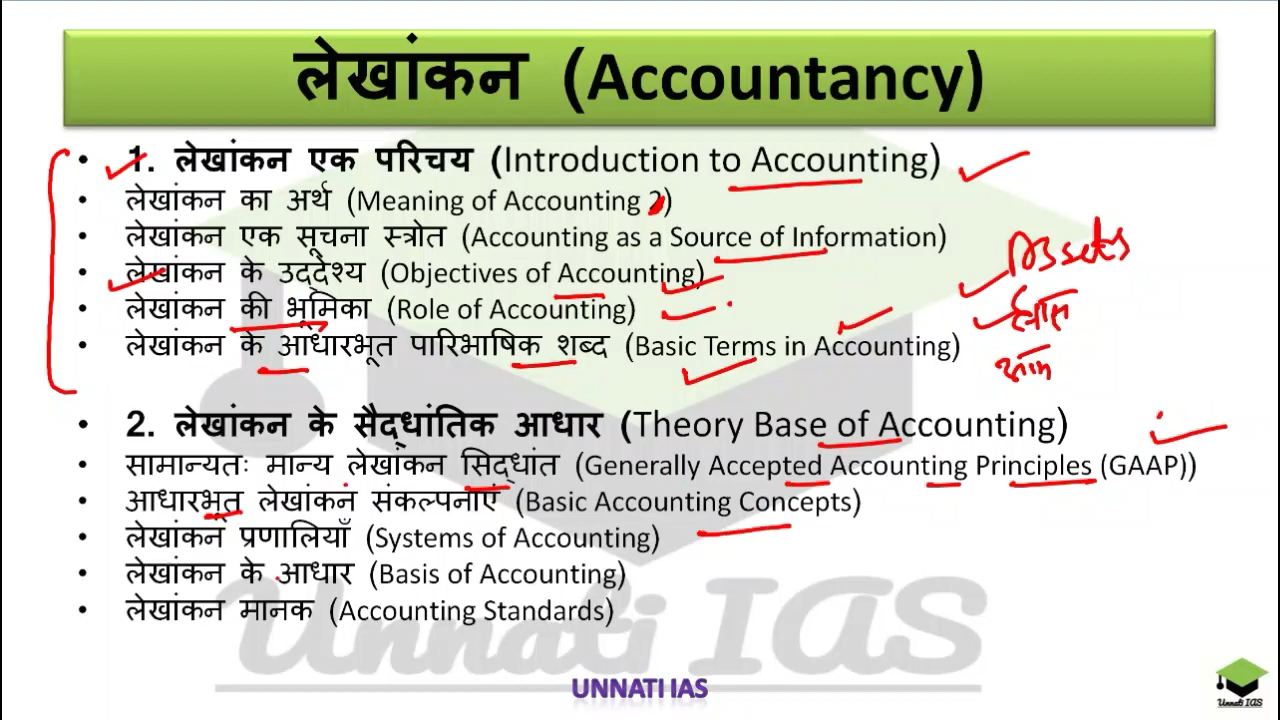 लेखांकन (Accountancy)
• 1. लेखांकन एक परिचय (Introduction to Accounting)
• लेखांकन का अर्थ (Meaning of Accounting 2)
• लेखांकन एक सूचना स्त्रोत (Accounting as a Source of Information)
• लेखांकन के उद्देश्य (Objectives of Accounting)
Assets
• लेखांकन की भूमिका (Role of Accounting)
• लेखांकन के आधारभूत पारिभाषिक शब्द (Basic Terms in Accounting)
• 2. लेखांकन के सैद्धांतिक आधार (Theory Base of Accounting)
• सामान्यतः मान्य लेखांकन सिद्धांत (Generally Accepted Accounting Principles (GAAP))
• आधारभूत लेखांकन संकल्पनाएं (Basic Accounting Concepts)
• लेखांकन प्रणालियाँ (Systems of Accounting)
• लेखांकन के आधार (Basis of Accounting)
• लेखांकन मानक (Accounting Standards)
Unnati IAS
UNNATI IAS
Unnati IAS